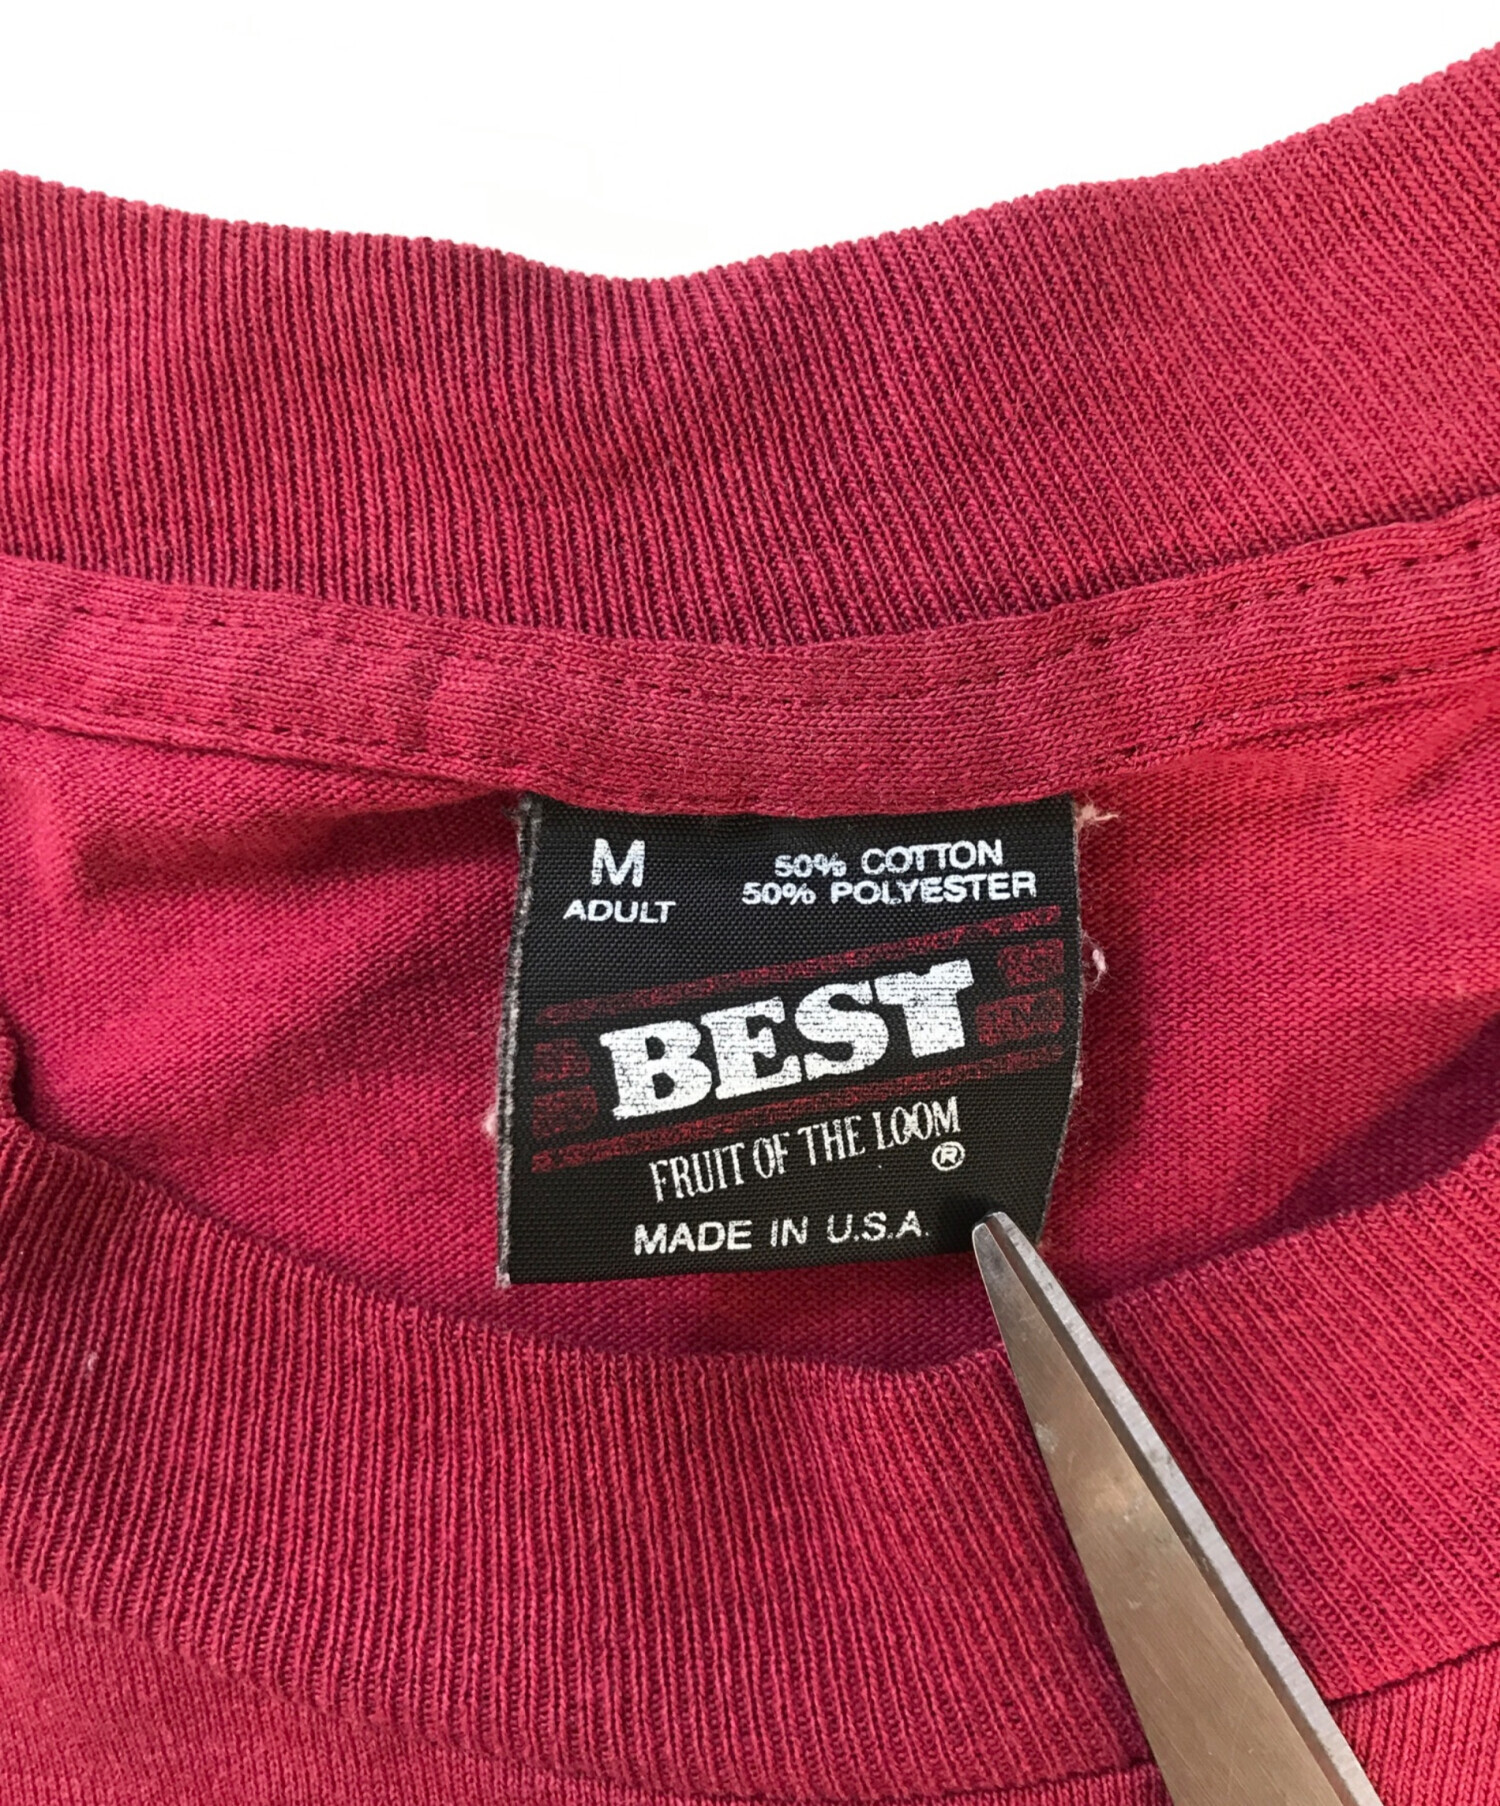 M
ADULT
50% COTTON
50% POLYESTER
BEST
FRUIT OF THE LOOM
®
MADE IN U.S.A.